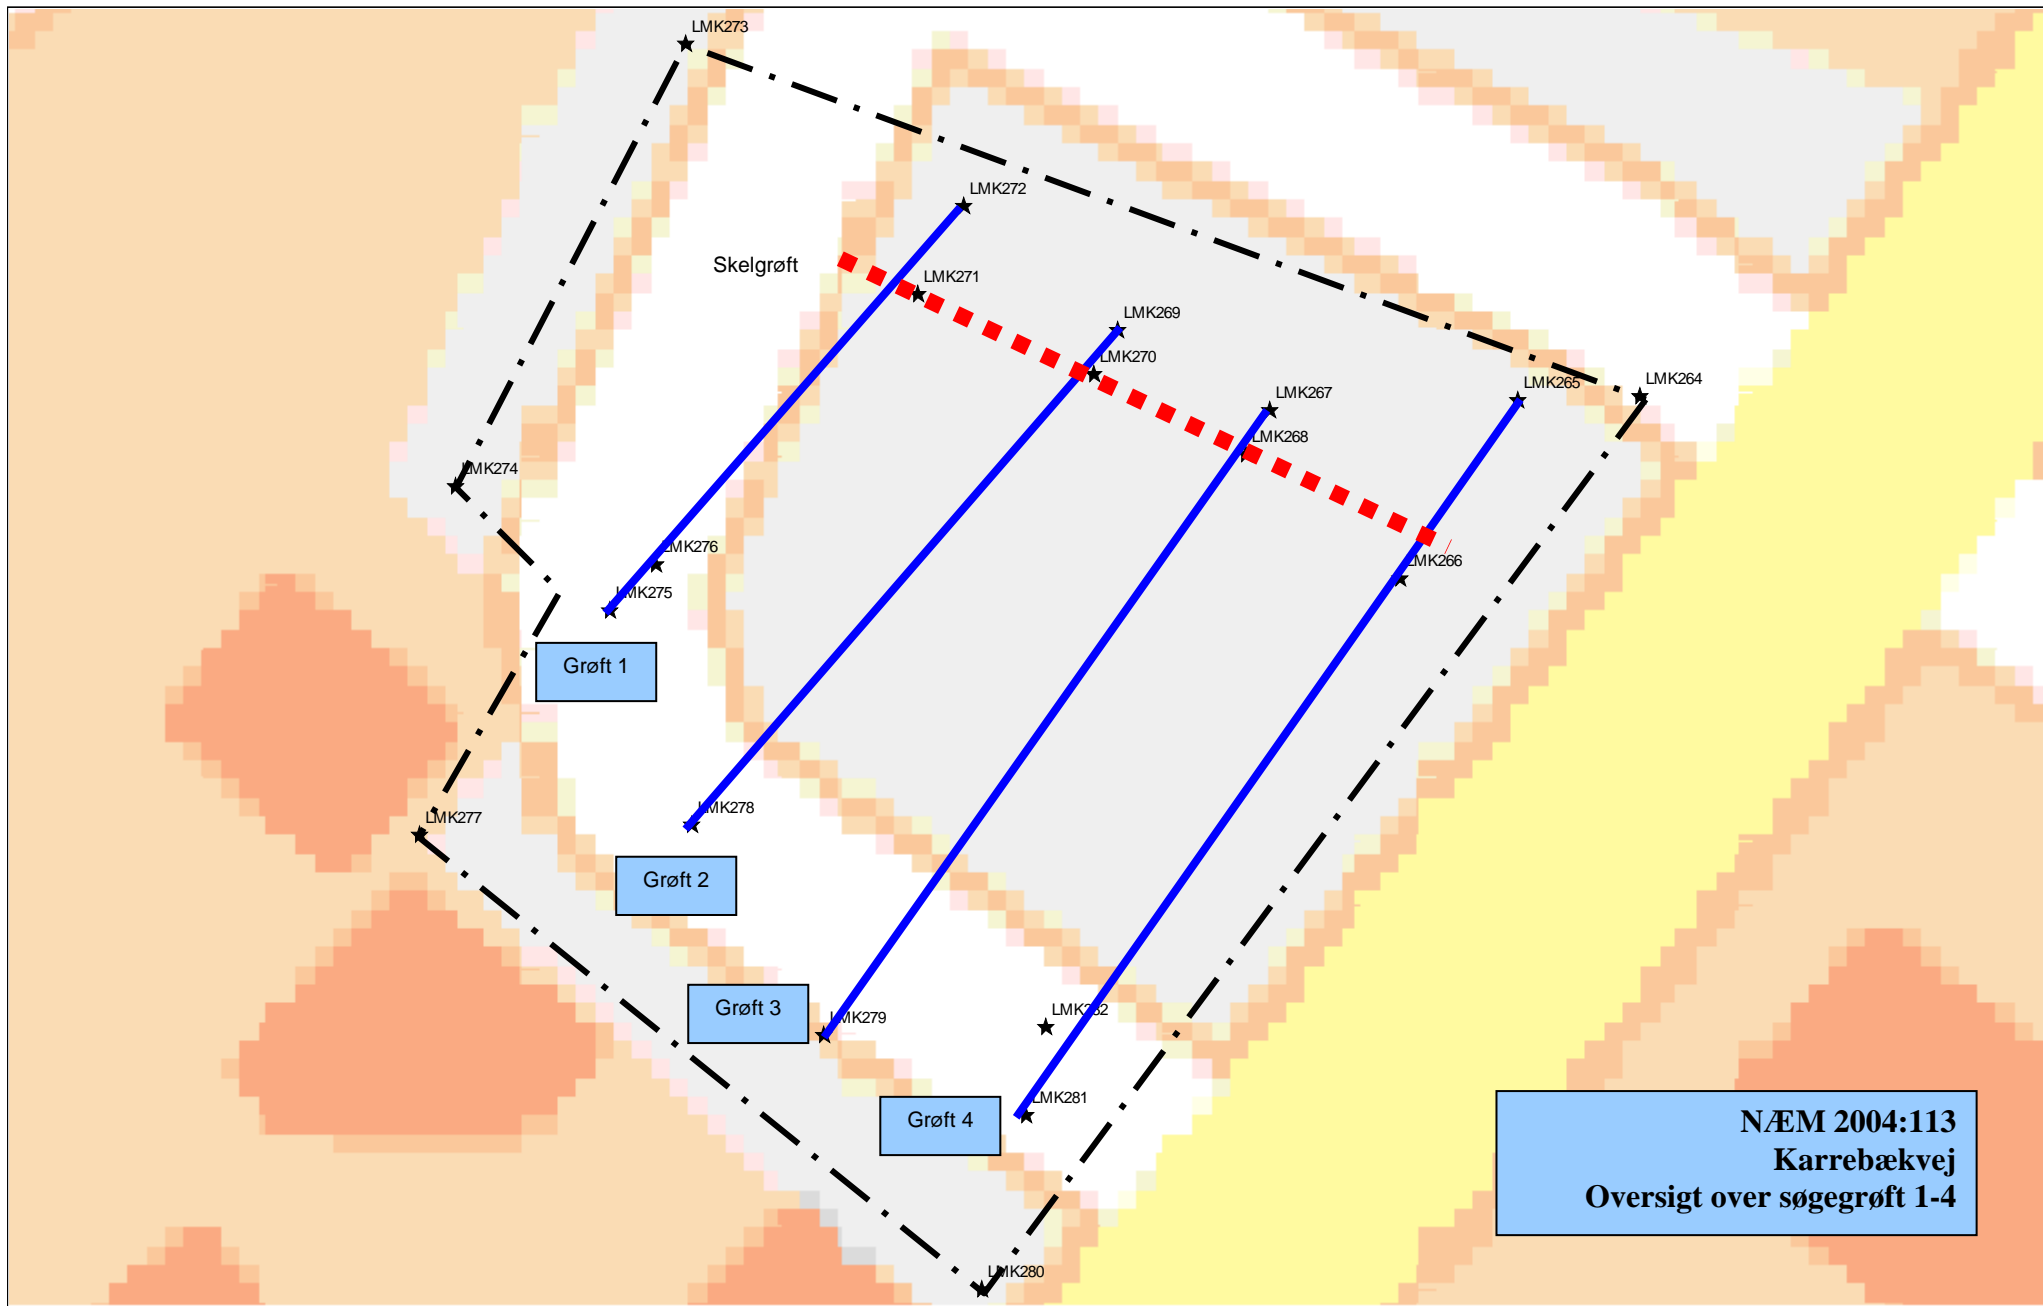 LMK273
LMK272
Skelgrøft
LMK271
LMK269
LMK270
LMK264
LMK265
LMK267
LMK268
LMK274
LMK276
LMK266
LMK275
Grøft 1
LMK278
LMK277
Grøft 2
Grøft 3
LMK279
LMK282
Grøft 4
LMK281
NÆM 2004:113
Karrebækvej
Oversigt over søgegrøft 1-4
LMK280